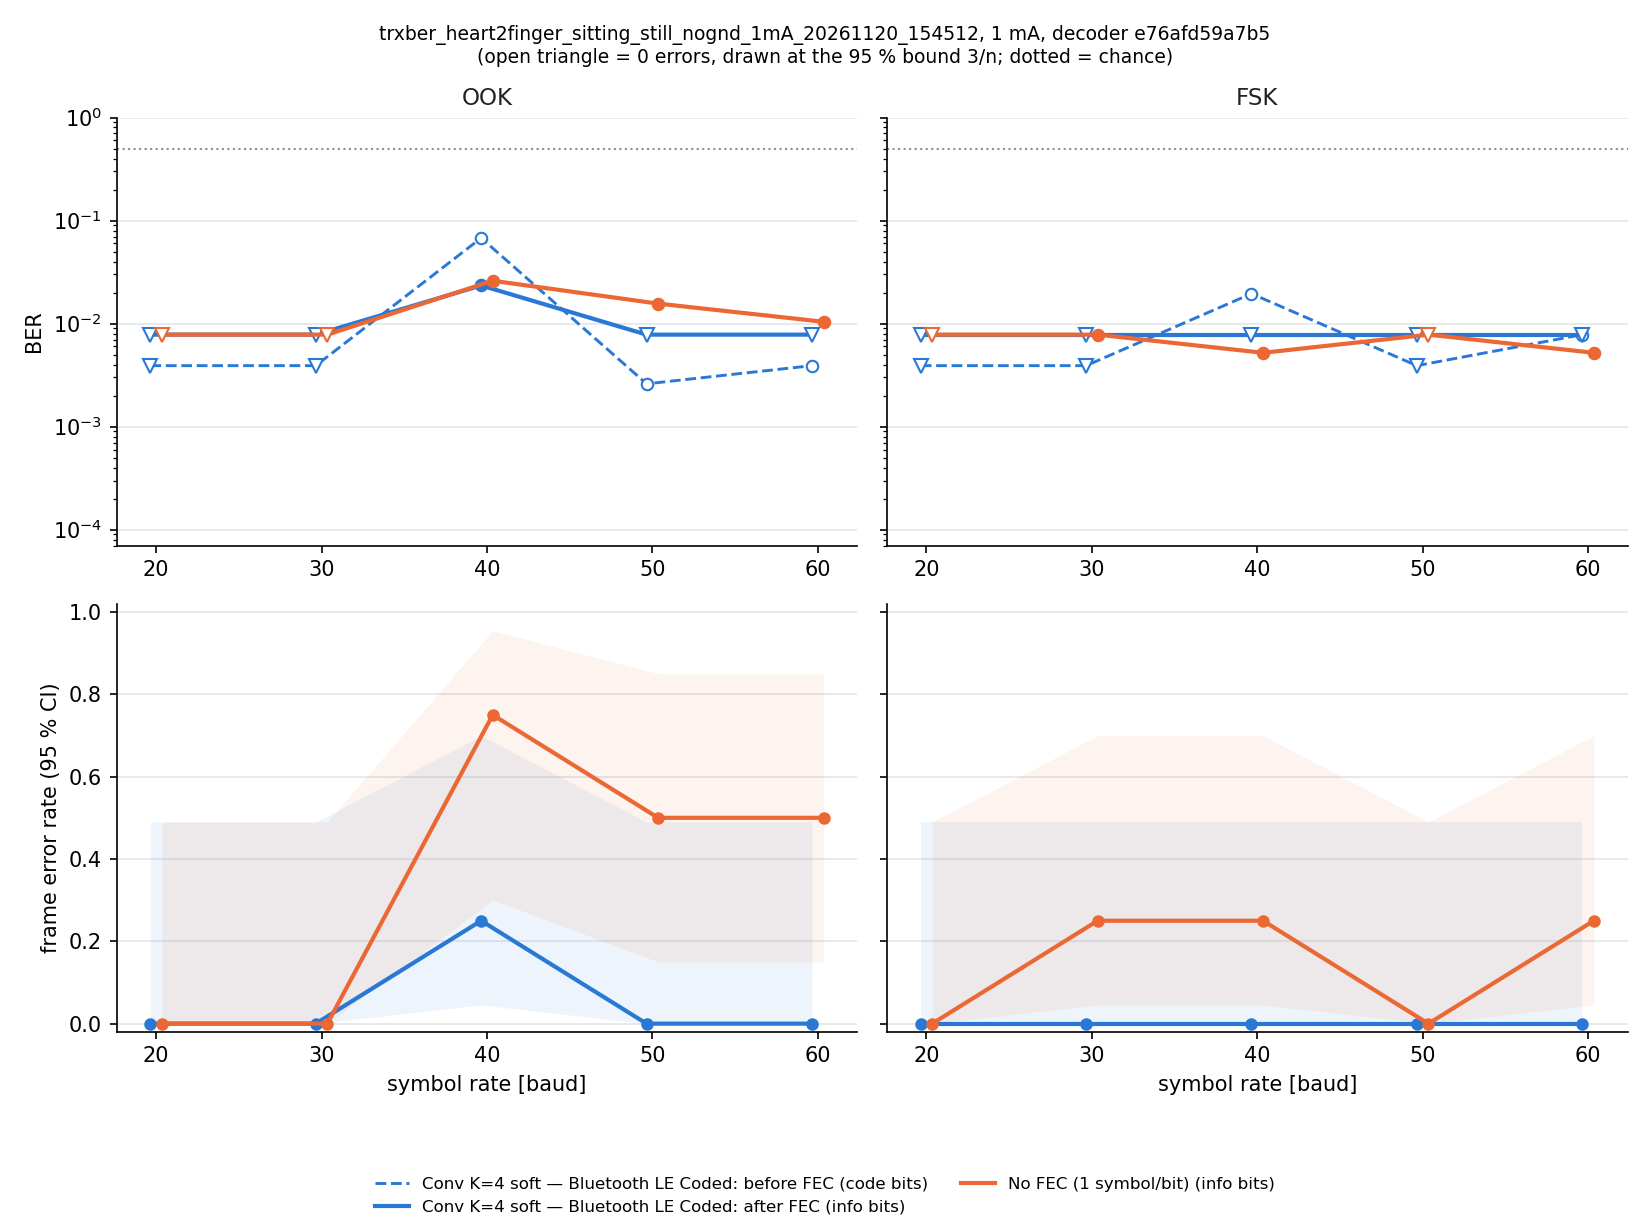 trxber_heart2finger_sitting_still_nognd_1mA_20261120_154512, 1 mA, decoder e76afd59a7b5
(open triangle = 0 errors, drawn at the 95 % bound 3/n; dotted = chance)
OOK
FSK
10⁰
10⁻¹
10⁻²
10⁻³
10⁻⁴
BER
20 30 40 50 60
20 30 40 50 60
1.0
0.8
0.6
0.4
0.2
0.0
frame error rate (95 % CI)
20 30 40 50 60
20 30 40 50 60
symbol rate [baud]
symbol rate [baud]
Conv K=4 soft — Bluetooth LE Coded: before FEC (code bits)
Conv K=4 soft — Bluetooth LE Coded: after FEC (info bits)
No FEC (1 symbol/bit) (info bits)